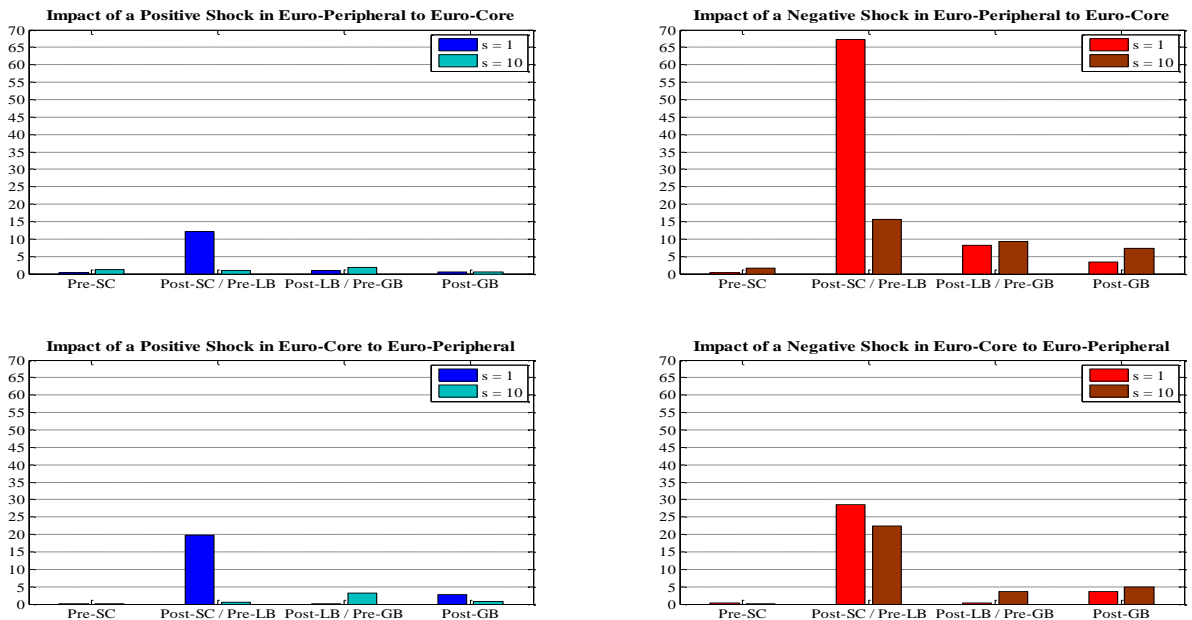 Impact of a Positive Shock in Euro-Peripheral to Euro-Core
70
65
60
55
50
45
40
35
30
25
20
15
10
5
0
s = 1
s = 10
Pre-SC
Post-SC / Pre-LB
Post-LB / Pre-GB
Post-GB
Impact of a Negative Shock in Euro-Peripheral to Euro-Core
70
65
60
55
50
45
40
35
30
25
20
15
10
5
0
s = 1
s = 10
Pre-SC
Post-SC / Pre-LB
Post-LB / Pre-GB
Post-GB
Impact of a Positive Shock in Euro-Core to Euro-Peripheral
70
65
60
55
50
45
40
35
30
25
20
15
10
5
0
s = 1
s = 10
Pre-SC
Post-SC / Pre-LB
Post-LB / Pre-GB
Post-GB
Impact of a Negative Shock in Euro-Core to Euro-Peripheral
70
65
60
55
50
45
40
35
30
25
20
15
10
5
0
s = 1
s = 10
Pre-SC
Post-SC / Pre-LB
Post-LB / Pre-GB
Post-GB